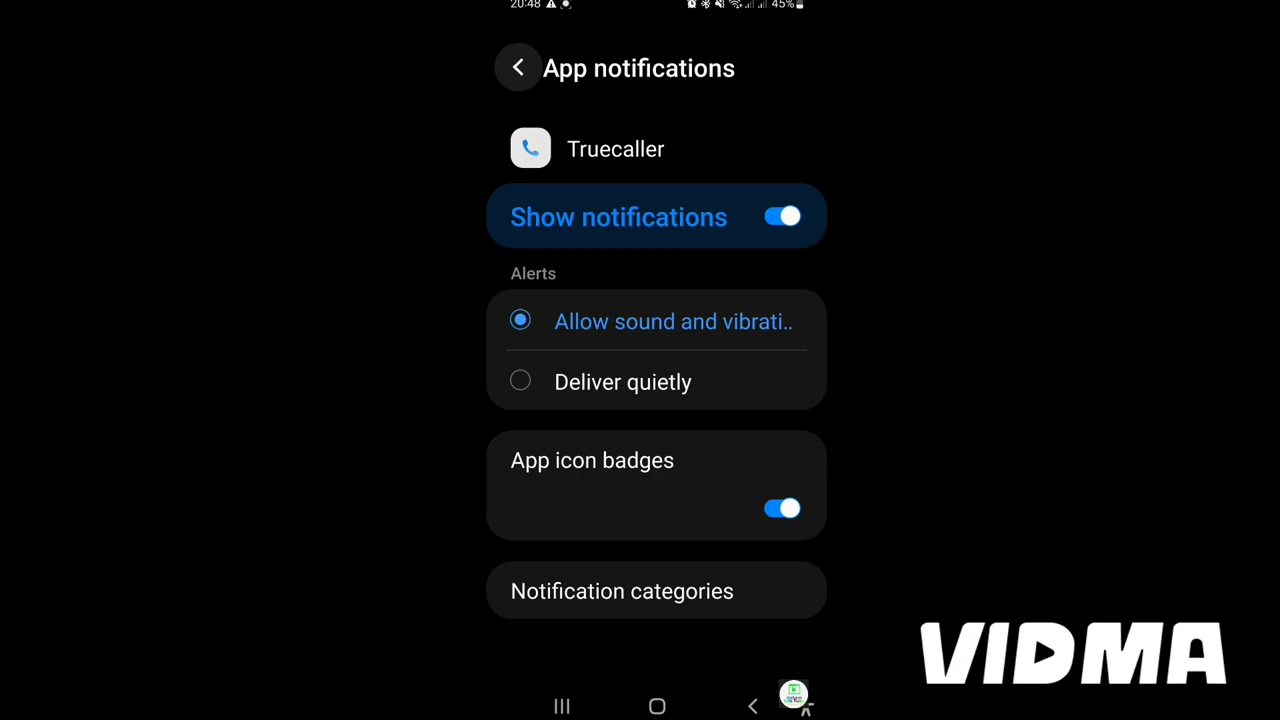 20:48 45%
App notifications
Truecaller
Show notifications
Alerts
Allow sound and vibrati..
Deliver quietly
App icon badges
Notification categories
VIDMA